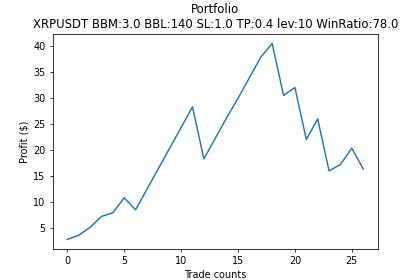 Portfolio
XRPUSDT BBM:3.0 BBL:140 SL:1.0 TP:0.4 lev:10 WinRatio:78.0
40
35
30
25
20
15
10
5
Profit ($)
0 5 10 15 20 25
Trade counts